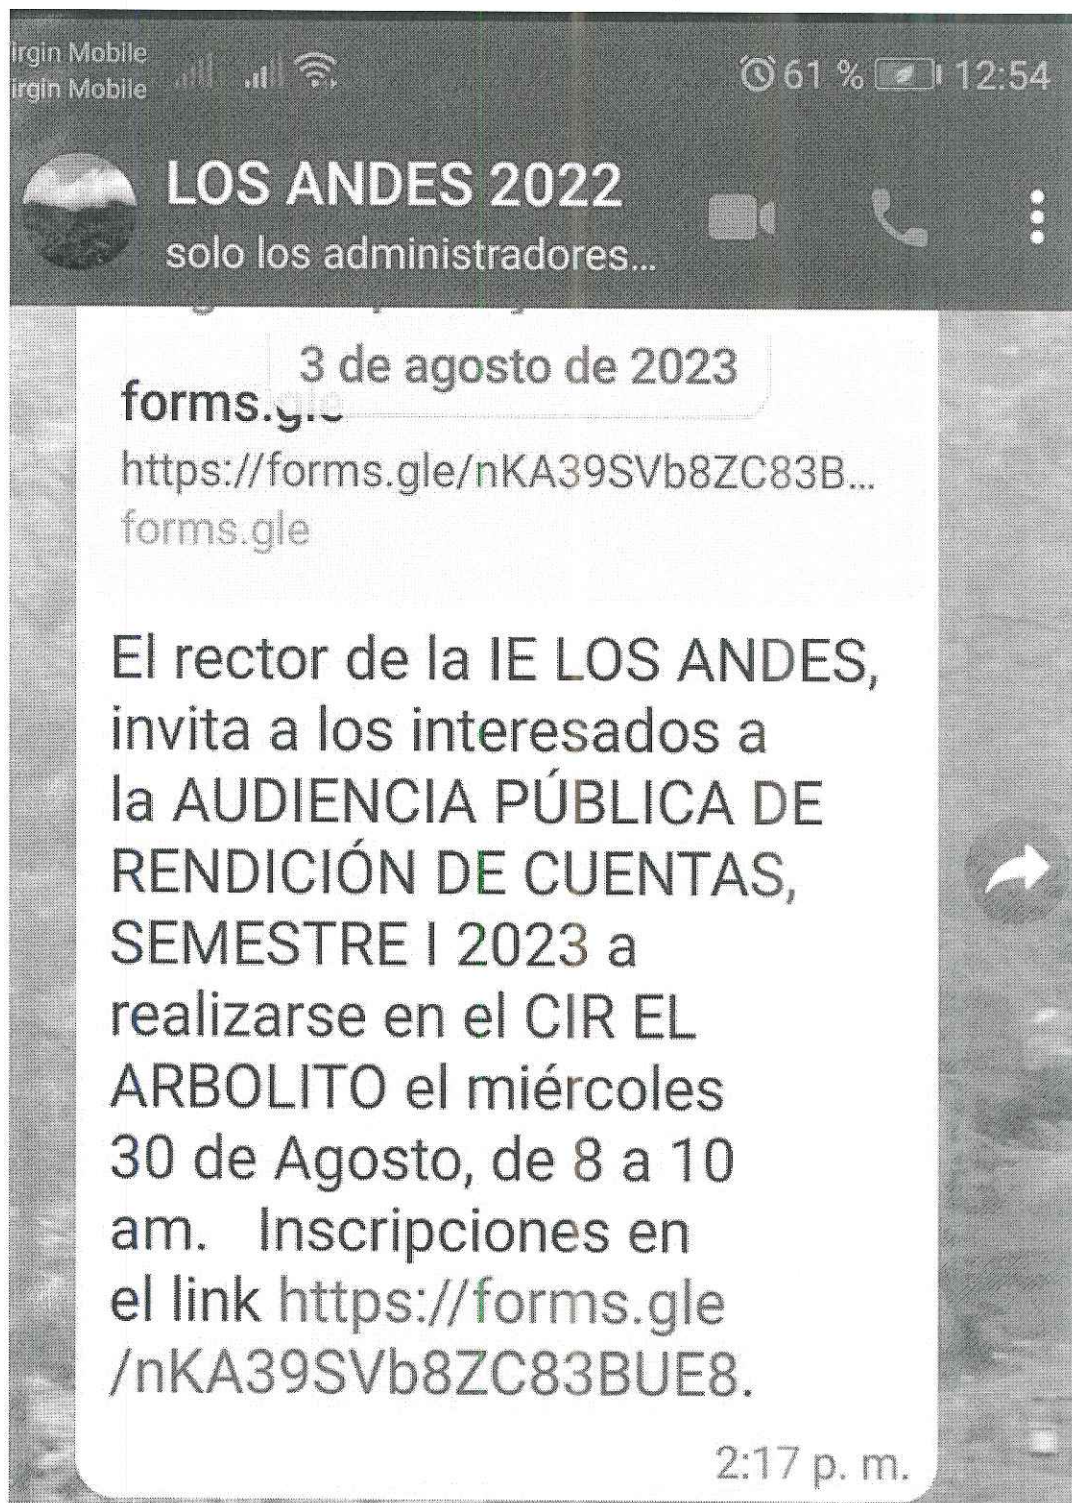 irgin Mobile
irgin Mobile
61 % 12:54
LOS ANDES 2022
solo los administradores...
3 de agosto de 2023
forms.gle
https://forms.gle/nKA39SVb8ZC83B...
forms.gle
El rector de la IE LOS ANDES,
invita a los interesados a
la AUDIENCIA PÚBLICA DE
RENDICIÓN DE CUENTAS,
SEMESTRE I 2023 a
realizarse en el CIR EL
ARBOLITO el miércoles
30 de Agosto, de 8 a 10
am.   Inscripciones en
el link https://forms.gle
/nKA39SVb8ZC83BUE8.
2:17 p. m.